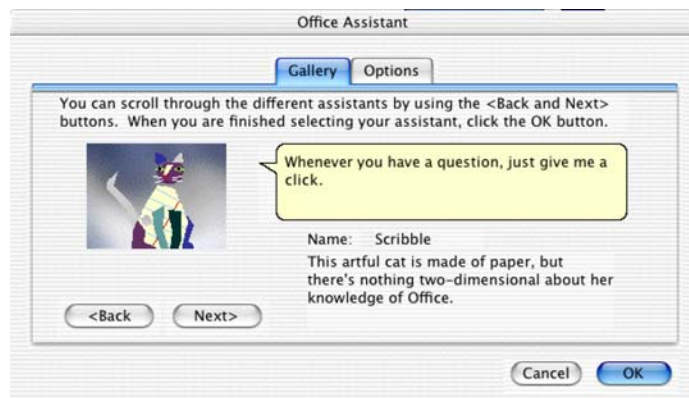 Office Assistant
Gallery Options
You can scroll through the different assistants by using the <Back and Next>
buttons. When you are finished selecting your assistant, click the OK button.
Whenever you have a question, just give me a
click.
Name: Scribble
This artful cat is made of paper, but
there's nothing two-dimensional about her
knowledge of Office.
<Back Next>
Cancel OK